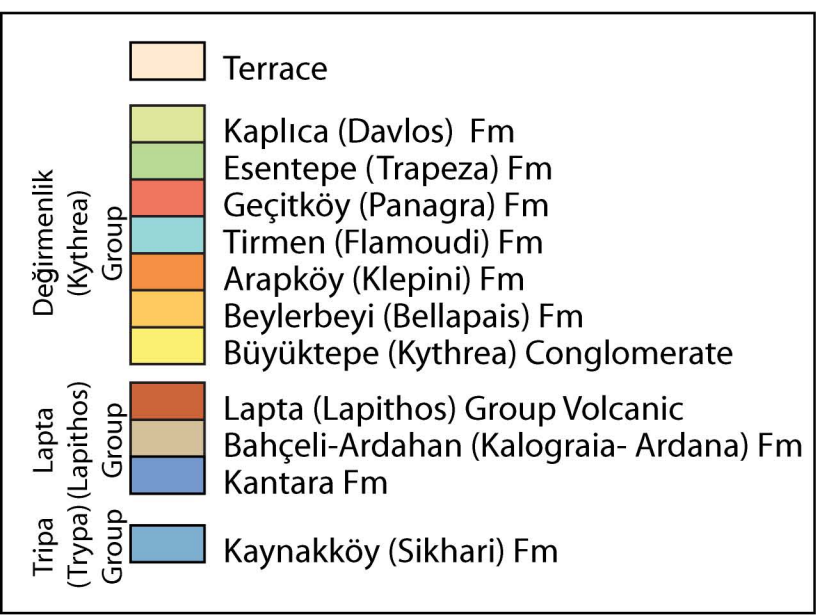 Terrace
Değirmenlik
(Kythrea)
Group
Kaplıca (Davlos) Fm
Esentepe (Trapeza) Fm
Geçitköy (Panagra) Fm
Tirmen (Flamoudi) Fm
Arapköy (Klepini) Fm
Beylerbeyi (Bellapais) Fm
Büyüktepe (Kythrea) Conglomerate
Lapta
(Lapithos)
Group
Lapta (Lapithos) Group Volcanic
Bahçeli-Ardahan (Kalograia- Ardana) Fm
Kantara Fm
Tripa
(Trypa)
Group
Kaynakköy (Sikhari) Fm